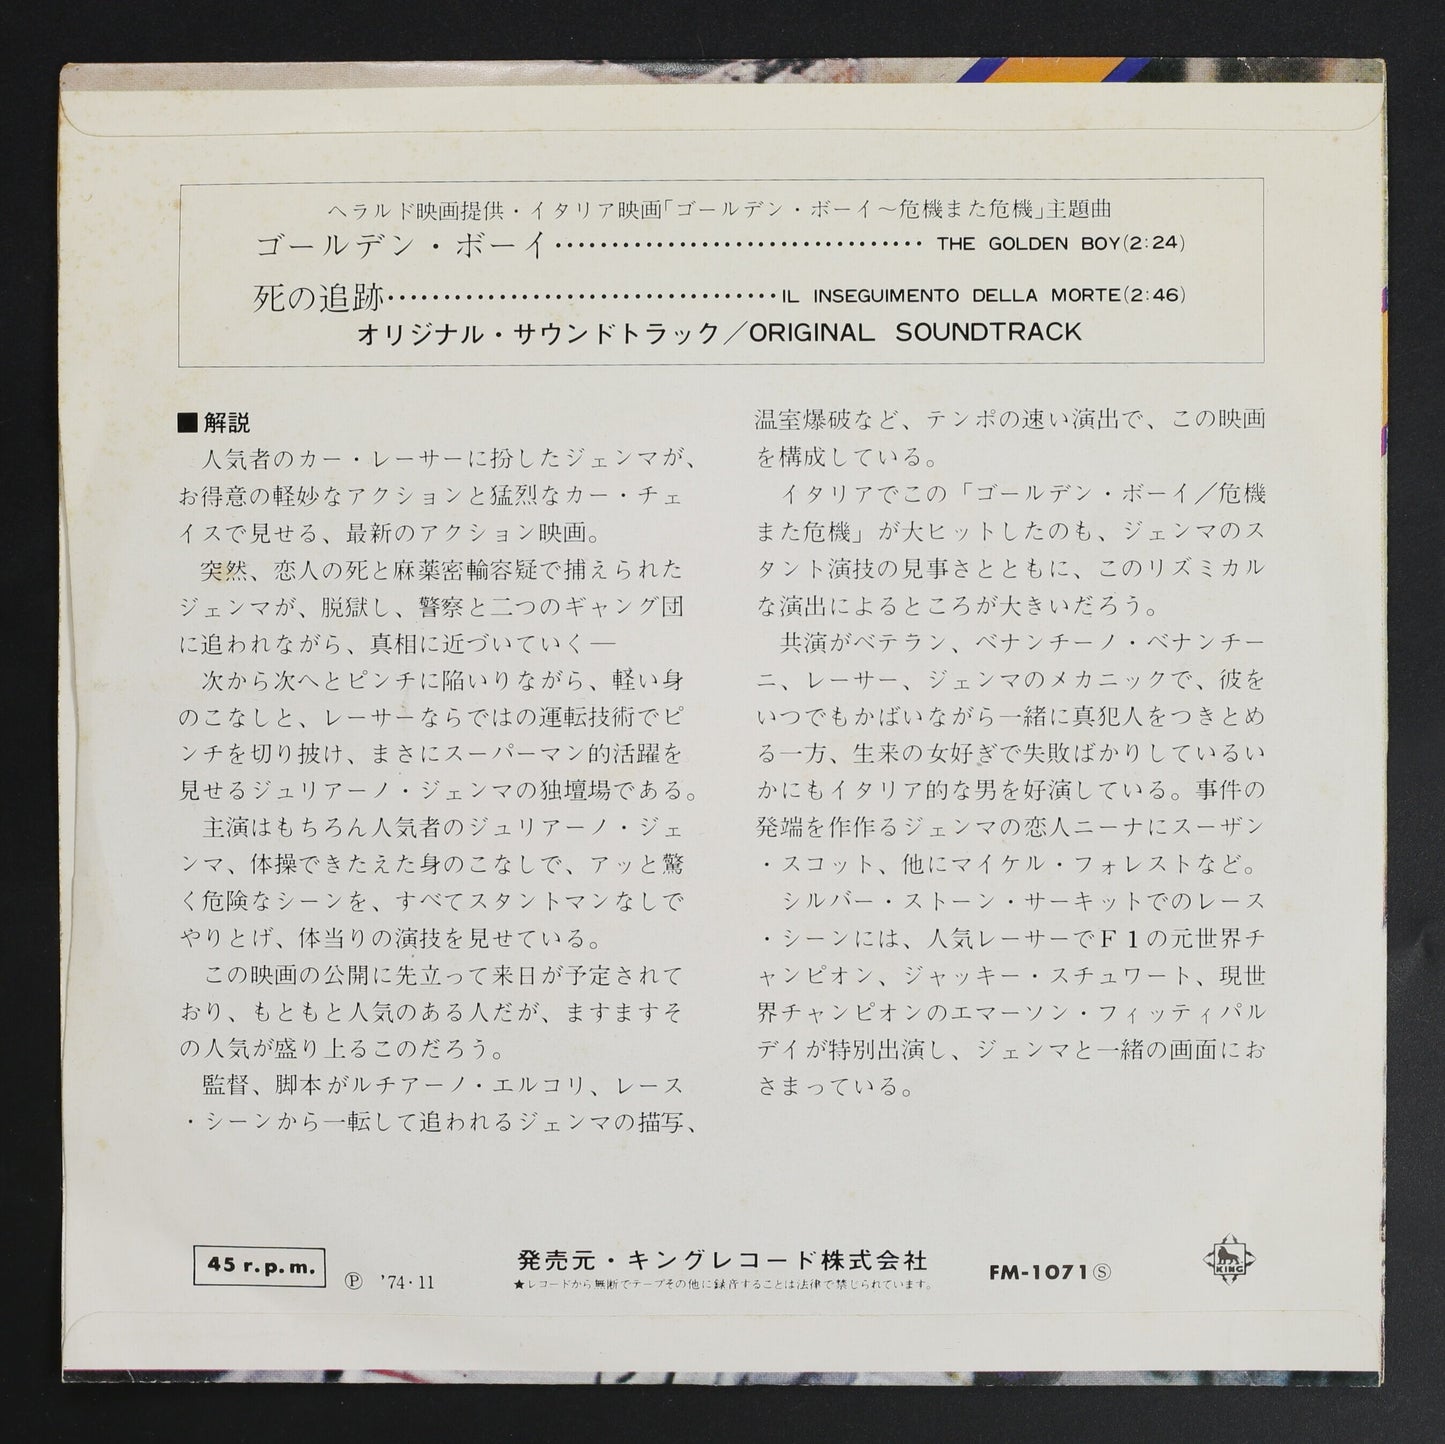 ヘラルド映画提供・イタリア映画「ゴールデン・ボーイ〜危機また危機」主題曲
ゴールデン・ボーイ……………………………… THE GOLDEN BOY(2:24)
死の追跡………………………………IL INSEGUIMENTO DELLA MORTE(2:46)
オリジナル・サウンドトラック／ORIGINAL SOUNDTRACK
■解説
人気者のカー・レーサーに扮したジェンマが、
お得意の軽妙なアクションと猛烈なカー・チェ
イスで見せる、最新のアクション映画。
突然、恋人の死と麻薬密輸容疑で捕えられた
ジェンマが、脱獄し、警察と二つのギャング団
に追われながら、真相に近づいていく―
次から次へとピンチに陥いりながら、軽い身
のこなしと、レーサーならではの運転技術でピ
ンチを切り披け、まさにスーパーマン的活躍を
見せるジュリアーノ・ジェンマの独壇場である。
主演はもちろん人気者のジュリアーノ・ジェ
ンマ、体操できたえた身のこなしで、アッと驚
く危険なシーンを、すべてスタントマンなしで
やりとげ、体当りの演技を見せている。
この映画の公開に先立って来日が予定されて
おり、もともと人気のある人だが、ますますそ
の人気が盛り上るこのだろう。
監督、脚本がルチアーノ・エルコリ、レース
・シーンから一転して追われるジェンマの描写、
温室爆破など、テンポの速い演出で、この映画
を構成している。
イタリアでこの「ゴールデン・ボーイ／危機
また危機」が大ヒットしたのも、ジェンマのス
タント演技の見事さとともに、このリズミカル
な演出によるところが大きいだろう。
共演がベテラン、ベナンチーノ・ベナンチー
ニ、レーサー、ジェンマのメカニックで、彼を
いつでもかばいながら一緒に真犯人をつきとめ
る一方、生来の女好ぎで失敗ばかりしているい
かにもイタリア的な男を好演している。事件の
発端を作作るジェンマの恋人ニーナにスーザン
・スコット、他にマイケル・フォレストなど。
シルバー・ストーン・サーキットでのレース
・シーンには、人気レーサーでF１の元世界チ
ャンピオン、ジャッキー・スチュワート、現世
界チャンピオンのエマーソン・フィッティパル
デイが特別出演し、ジェンマと一緒の画面にお
さまっている。
45 r.p.m.
Ⓟ '74・11
発売元・キングレコード株式会社
★レコードから無断でテープその他に録音することは法律で禁じられています。
FM-1071Ⓢ
KING